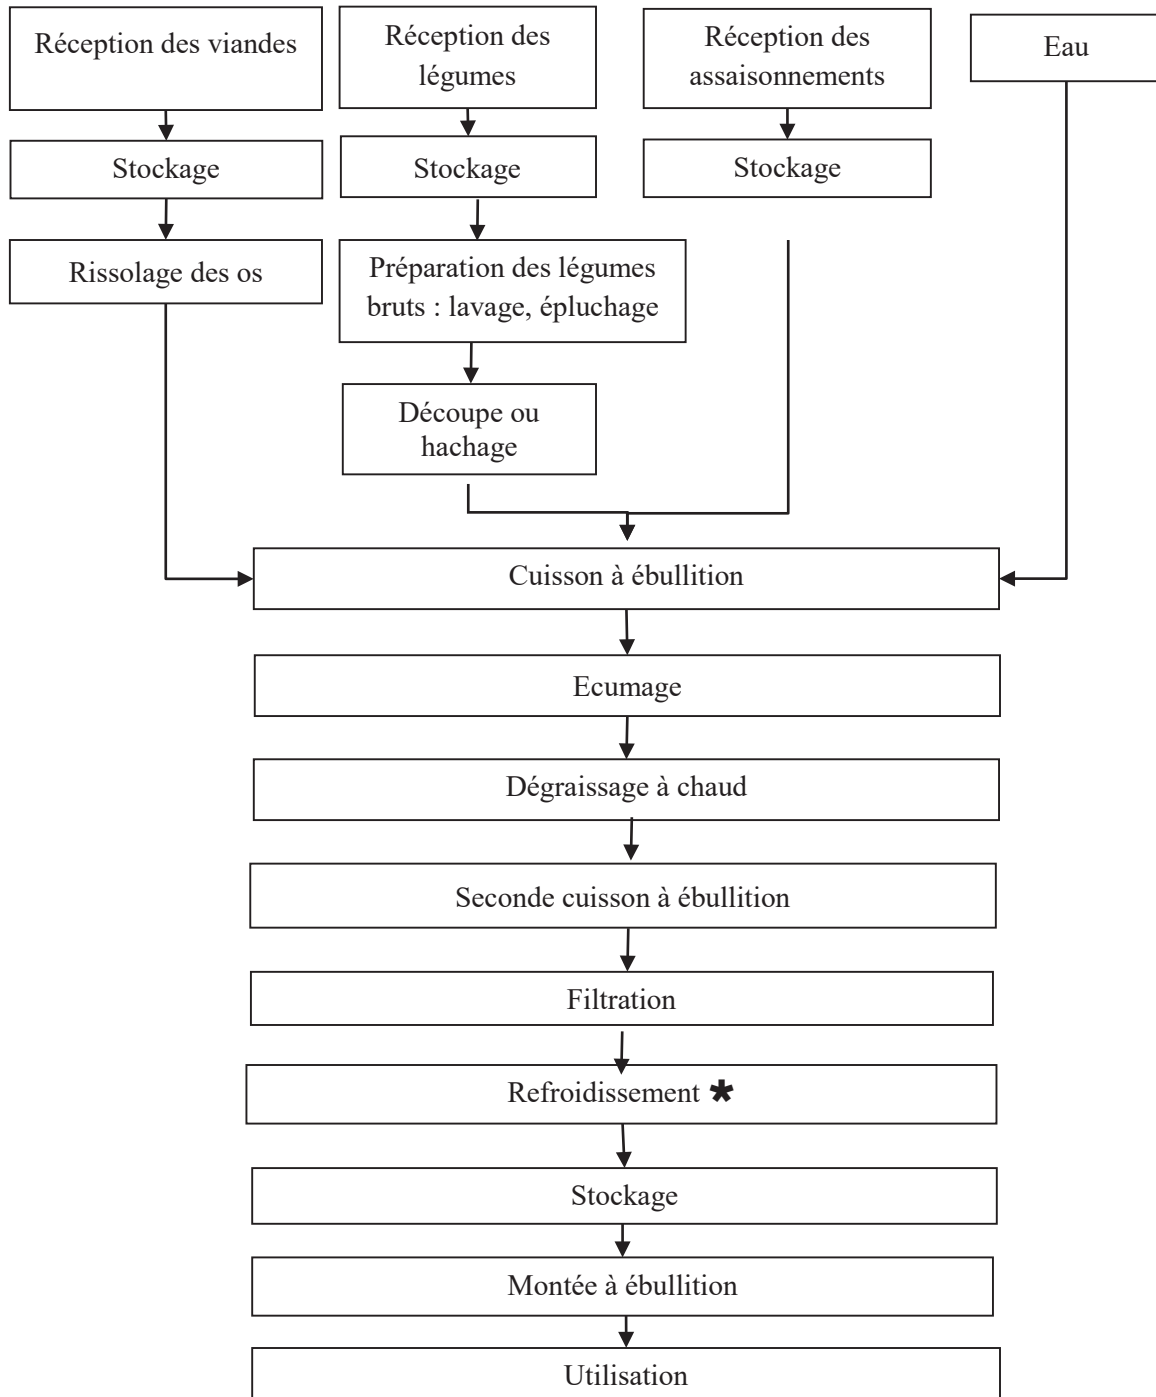 Réception des viandes
Réception des
légumes
Réception des
assaisonnements
Eau
Stockage
Stockage
Stockage
Rissolage des os
Préparation des légumes
bruts : lavage, épluchage
Découpe ou
hachage
Cuisson à ébullition
Ecumage
Dégraissage à chaud
Seconde cuisson à ébullition
Filtration
Refroidissement *
Stockage
Montée à ébullition
Utilisation